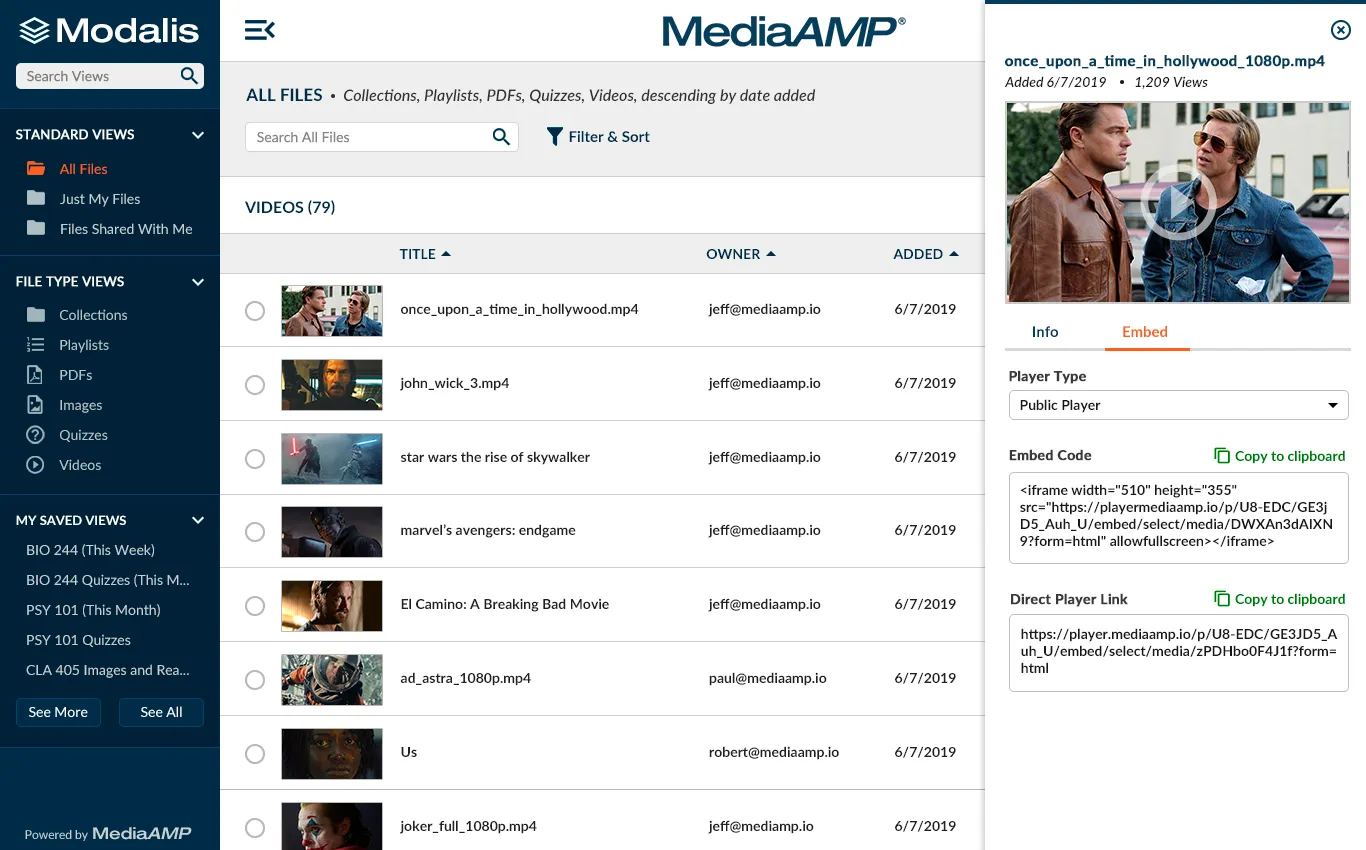 Modalis
Search Views
STANDARD VIEWS
All Files
Just My Files
Files Shared With Me
FILE TYPE VIEWS
Collections
Playlists
PDFs
Images
Quizzes
Videos
MY SAVED VIEWS
BIO 244 (This Week)
BIO 244 Quizzes (This M...
PSY 101 (This Month)
PSY 101 Quizzes
CLA 405 Images and Rea...
See More
See All
Powered by MediaAMP
MediaAMP®
ALL FILES • Collections, Playlists, PDFs, Quizzes, Videos, descending by date added
Search All Files
Filter & Sort
VIDEOS (79)
TITLE OWNER ADDED
once_upon_a_time_in_hollywood.mp4 jeff@mediaamp.io 6/7/2019
john_wick_3.mp4 jeff@mediaamp.io 6/7/2019
star wars the rise of skywalker jeff@mediaamp.io 6/7/2019
marvel’s avengers: endgame jeff@mediaamp.io 6/7/2019
El Camino: A Breaking Bad Movie jeff@mediaamp.io 6/7/2019
ad_astra_1080p.mp4 paul@mediaamp.io 6/7/2019
Us robert@mediaamp.io 6/7/2019
joker_full_1080p.mp4 jeff@mediamp.io 6/7/2019
once_upon_a_time_in_hollywood_1080p.mp4
Added 6/7/2019 • 1,209 Views
Info
Embed
Player Type
Public Player
Embed Code
Copy to clipboard
<iframe width="510" height="355"
src="https://playermediaamp.io/p/U8-EDC/GE3j
D5_Auh_U/embed/select/media/DWXAn3dAIXN
9?form=html" allowfullscreen></iframe>
Direct Player Link
Copy to clipboard
https://player.mediaamp.io/p/U8-EDC/GE3JD5_A
uh_U/embed/select/media/zPDHbo0F4J1f?form=
html